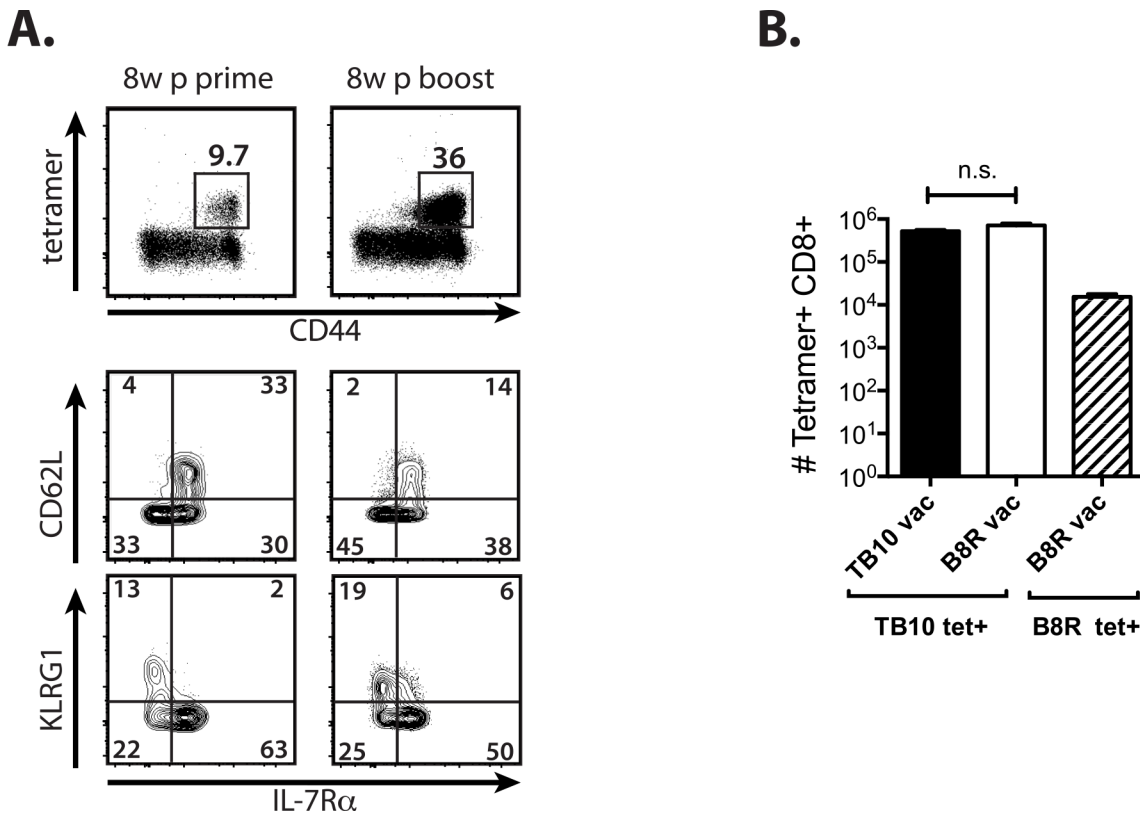 A.
B.
8w p prime
8w p boost
tetramer
9.7
36
CD44
CD62L
4
33
33
30
2
14
45
38
KLRG1
13
2
22
63
19
6
25
50
IL-7Rα
n.s.
# Tetramer+ CD8+
10⁶
10⁵
10⁴
10³
10²
10¹
10⁰
TB10 vac
B8R vac
B8R vac
TB10 tet+
B8R tet+